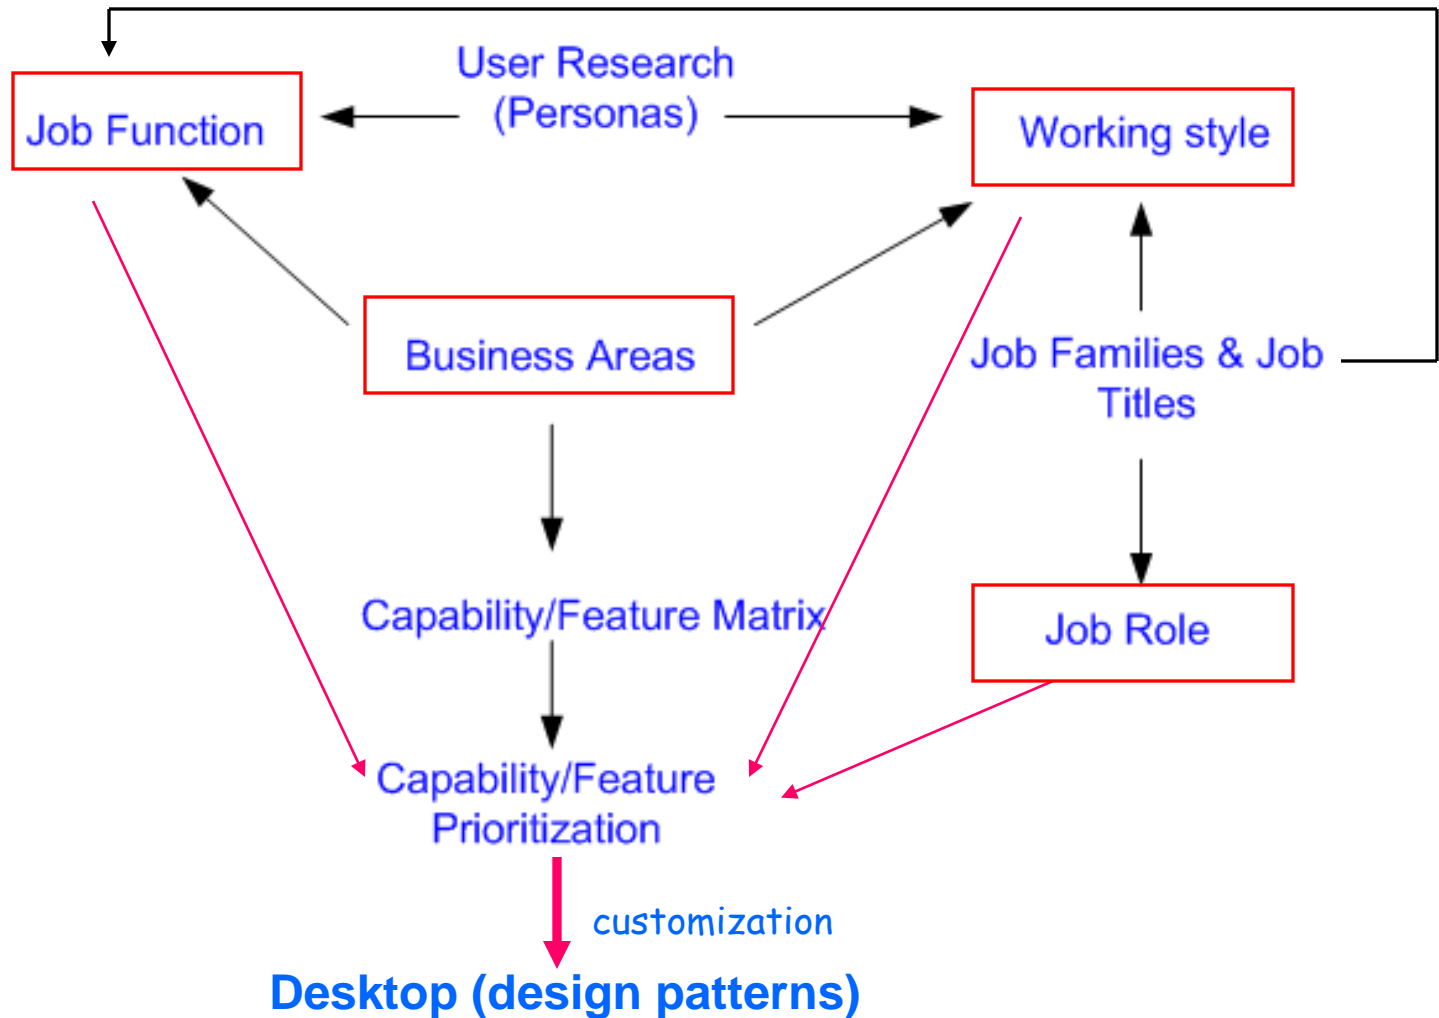 User Research
(Personas)
Job Function
Working style
Business Areas
Job Families & Job
Titles
Capability/Feature Matrix
Job Role
Capability/Feature
Prioritization
customization
Desktop (design patterns)